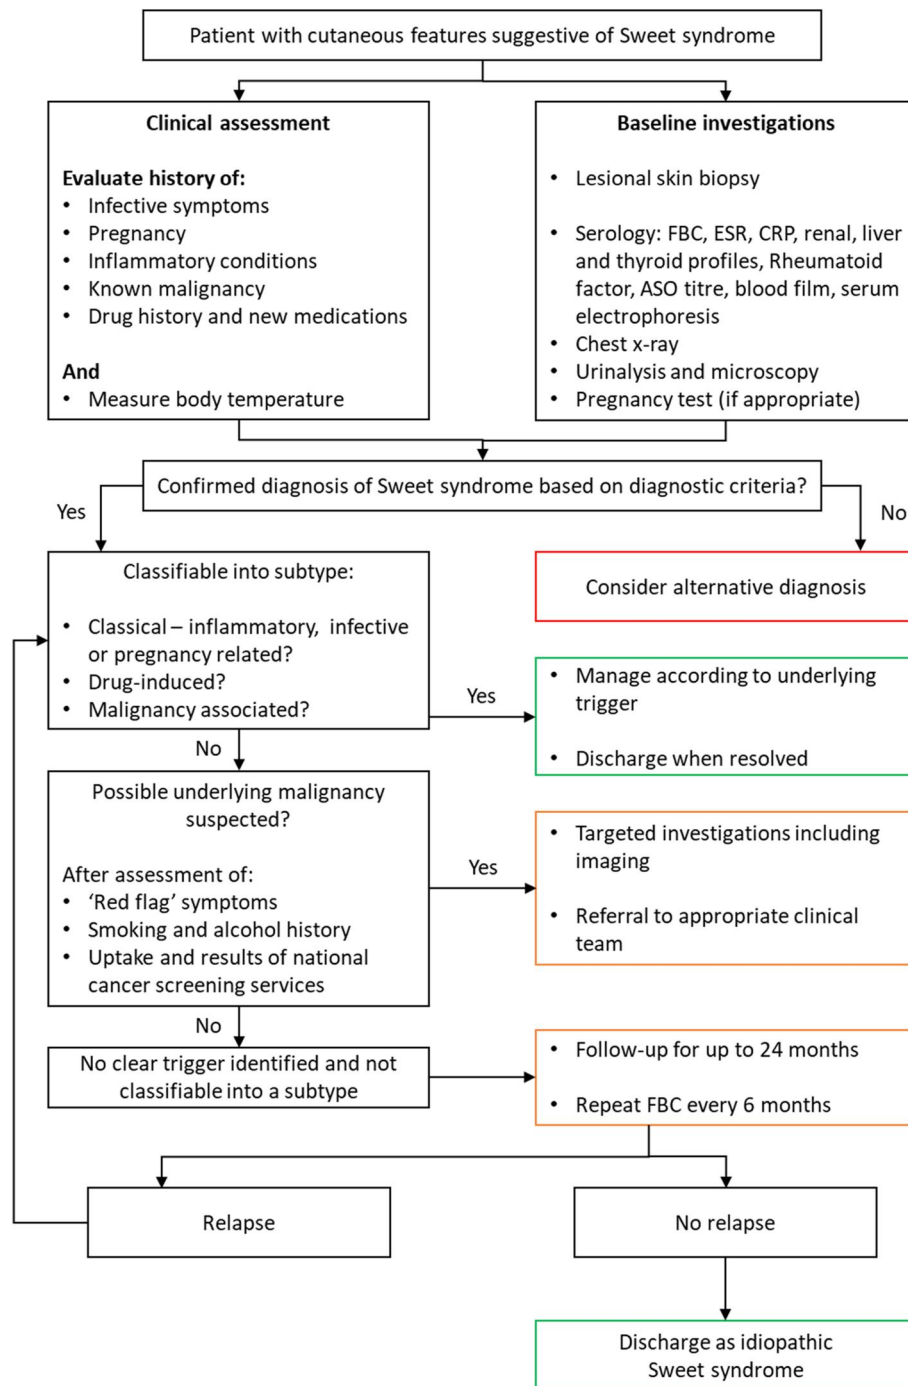 Patient with cutaneous features suggestive of Sweet syndrome
Clinical assessment
Evaluate history of:
• Infective symptoms
• Pregnancy
• Inflammatory conditions
• Known malignancy
• Drug history and new medications
And
• Measure body temperature
Baseline investigations
• Lesional skin biopsy
• Serology: FBC, ESR, CRP, renal, liver
and thyroid profiles, Rheumatoid
factor, ASO titre, blood film, serum
electrophoresis
• Chest x-ray
• Urinalysis and microscopy
• Pregnancy test (if appropriate)
Confirmed diagnosis of Sweet syndrome based on diagnostic criteria?
Yes
No
Classifiable into subtype:
• Classical – inflammatory, infective
or pregnancy related?
• Drug-induced?
• Malignancy associated?
Consider alternative diagnosis
Yes
• Manage according to underlying
trigger
• Discharge when resolved
No
Possible underlying malignancy
suspected?
After assessment of:
• ‘Red flag’ symptoms
• Smoking and alcohol history
• Uptake and results of national
cancer screening services
Yes
• Targeted investigations including
imaging
• Referral to appropriate clinical
team
No
No clear trigger identified and not
classifiable into a subtype
• Follow-up for up to 24 months
• Repeat FBC every 6 months
Relapse
No relapse
Discharge as idiopathic
Sweet syndrome